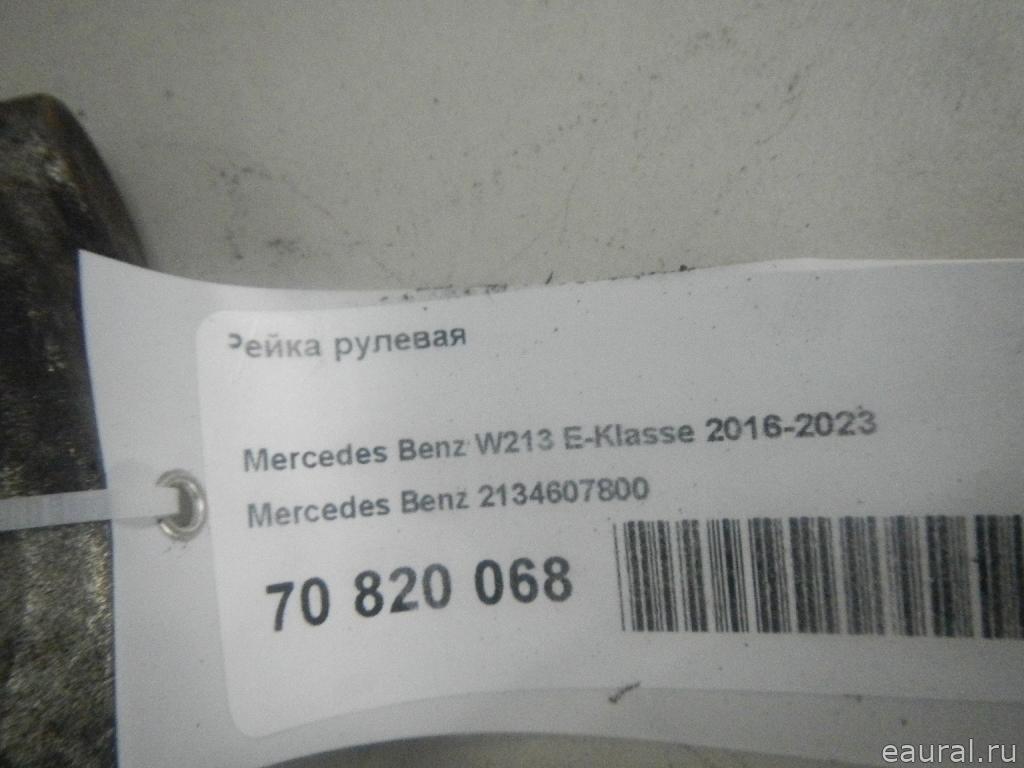 Рейка рулевая
Mercedes Benz W213 E-Klasse 2016-2023
Mercedes Benz 2134607800
70 820 068
eaural.ru